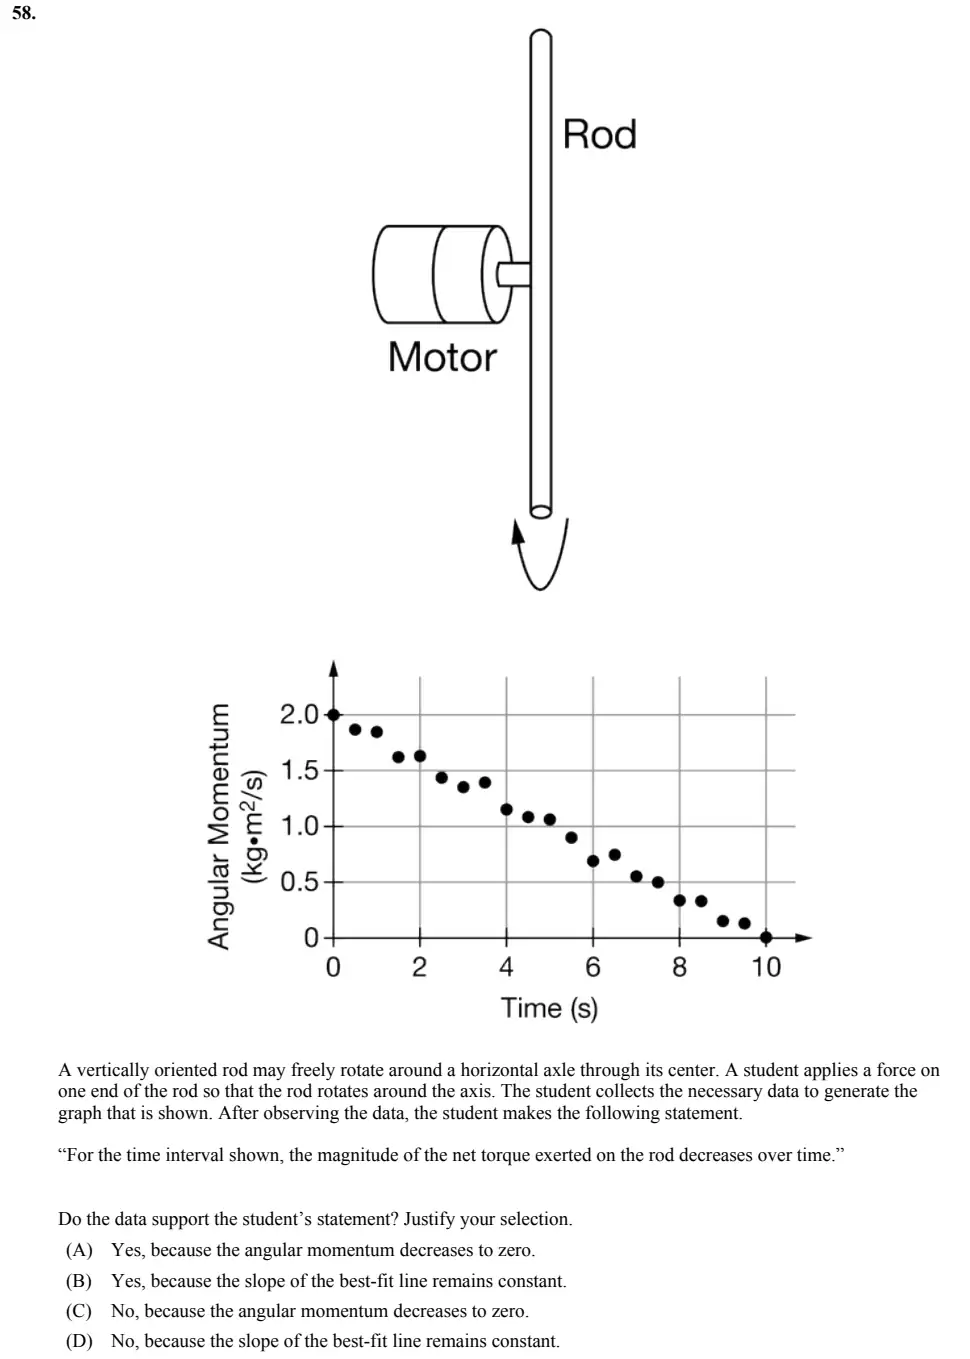 58.
Rod
Motor
Angular Momentum
(kg•m²/s)
2.0
1.5
1.0
0.5
0
0 2 4 6 8 10
Time (s)
A vertically oriented rod may freely rotate around a horizontal axle through its center. A student applies a force on
one end of the rod so that the rod rotates around the axis. The student collects the necessary data to generate the
graph that is shown. After observing the data, the student makes the following statement.
“For the time interval shown, the magnitude of the net torque exerted on the rod decreases over time.”
Do the data support the student’s statement? Justify your selection.
(A) Yes, because the angular momentum decreases to zero.
(B) Yes, because the slope of the best-fit line remains constant.
(C) No, because the angular momentum decreases to zero.
(D) No, because the slope of the best-fit line remains constant.